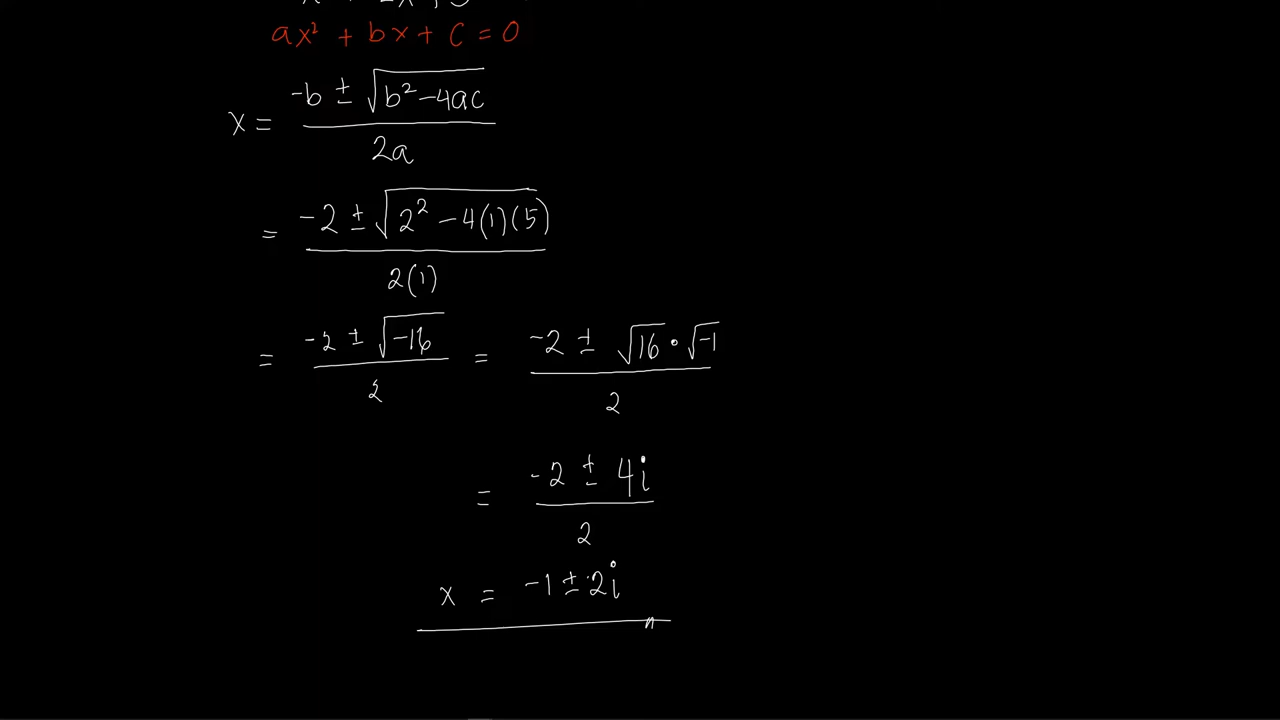 ax² + bx + c = 0
x = -b ± √(b² - 4ac) / 2a
= -2 ± √(2² - 4(1)(5)) / 2(1)
= -2 ± √-16 / 2 = -2 ± √16 · √-1 / 2
= -2 ± 4i / 2
x = -1 ± 2i